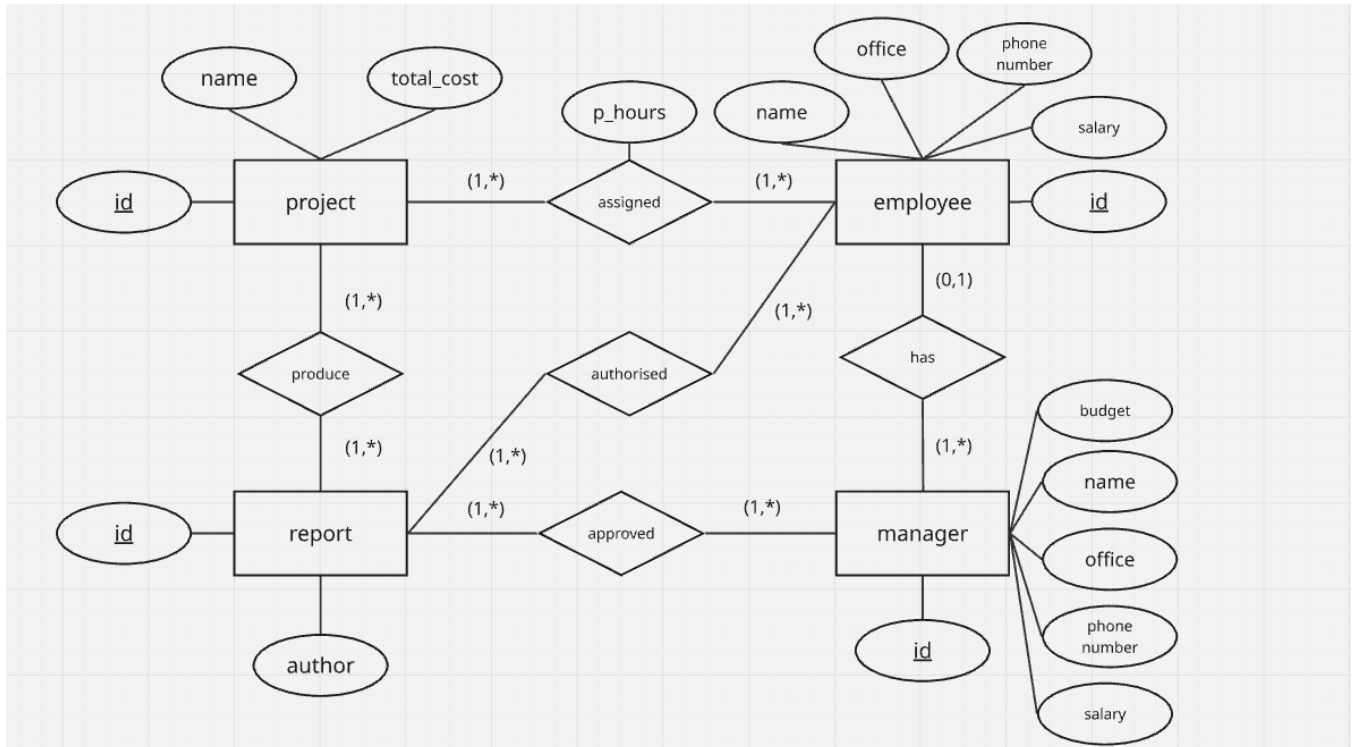 office
phone
number
name
total_cost
p_hours
name
salary
id
project
(1,*)
assigned
(1,*)
employee
id
(0,1)
(1,*)
(1,*)
produce
authorised
has
budget
(1,*)
(1,*)
(1,*)
name
(1,*)
(1,*)
id
report
approved
manager
office
phone
number
author
id
salary